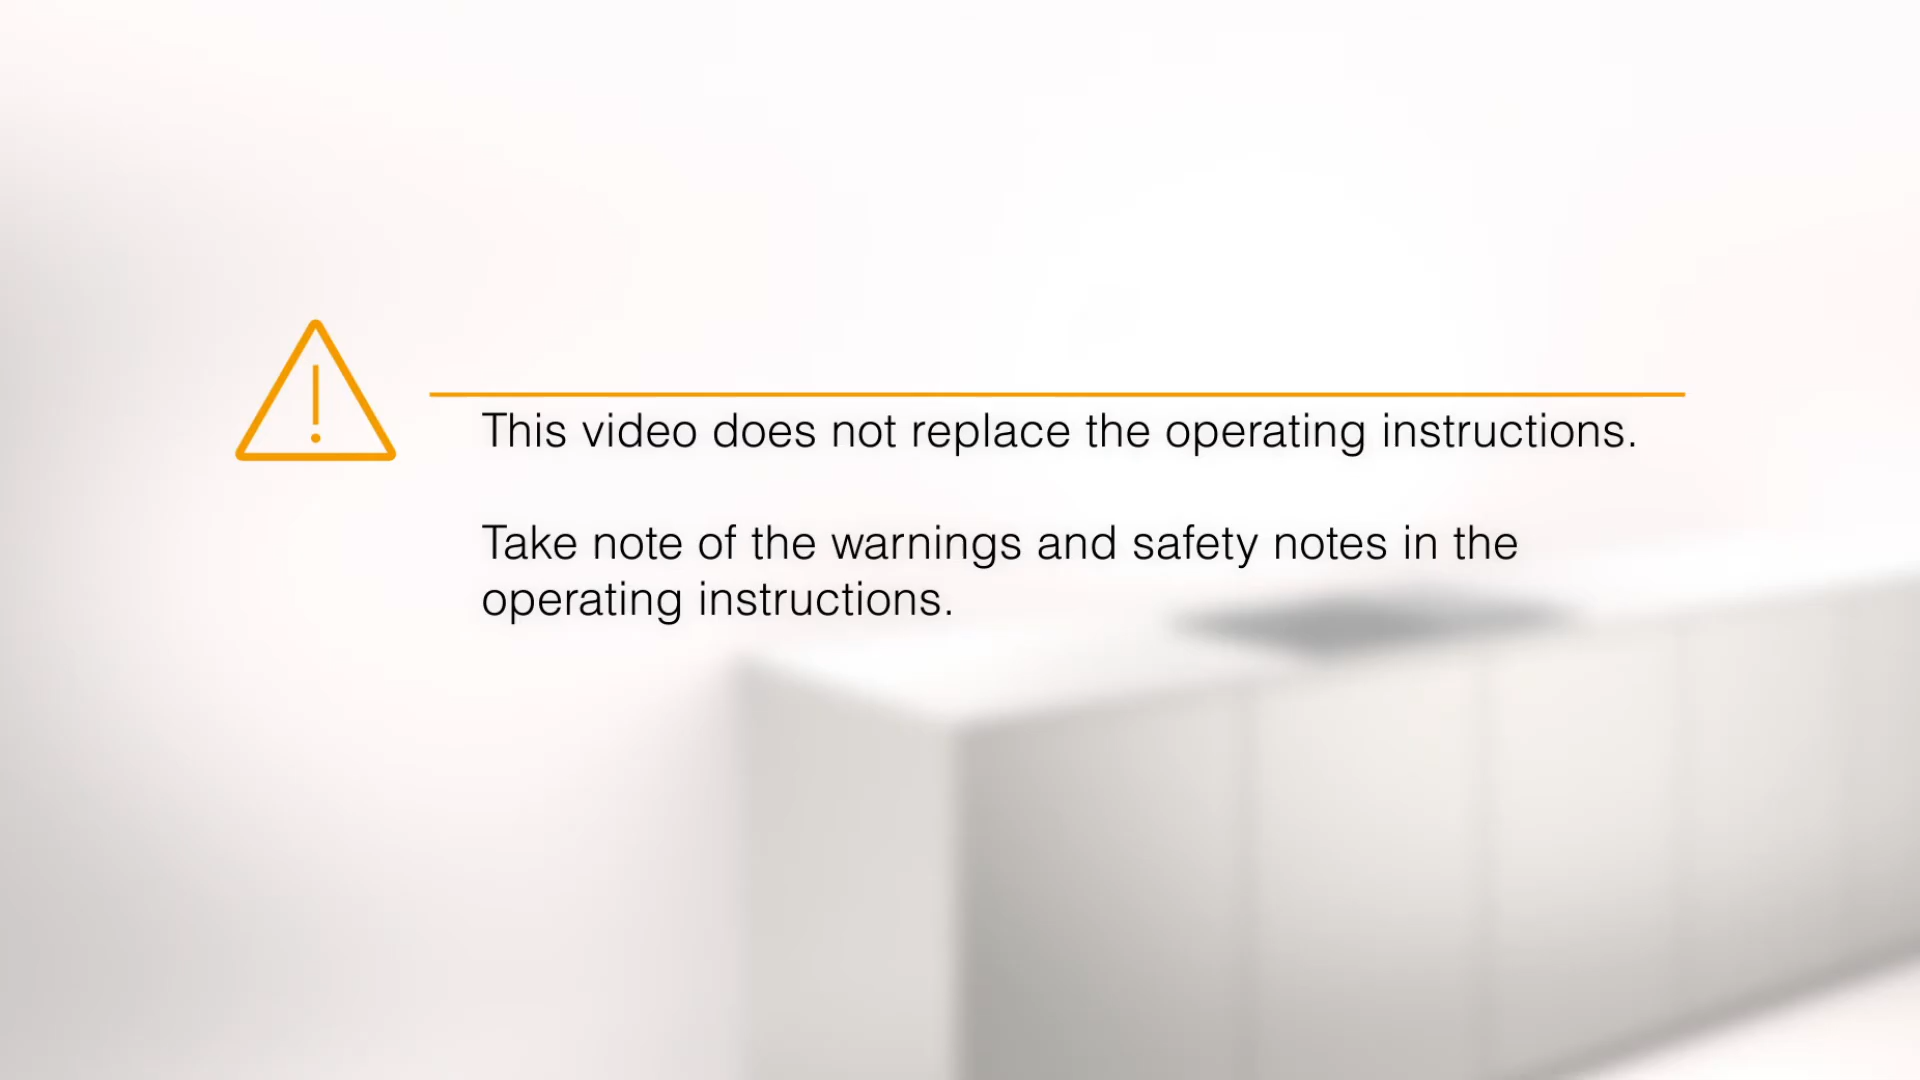 This video does not replace the operating instructions.
Take note of the warnings and safety notes in the
operating instructions.